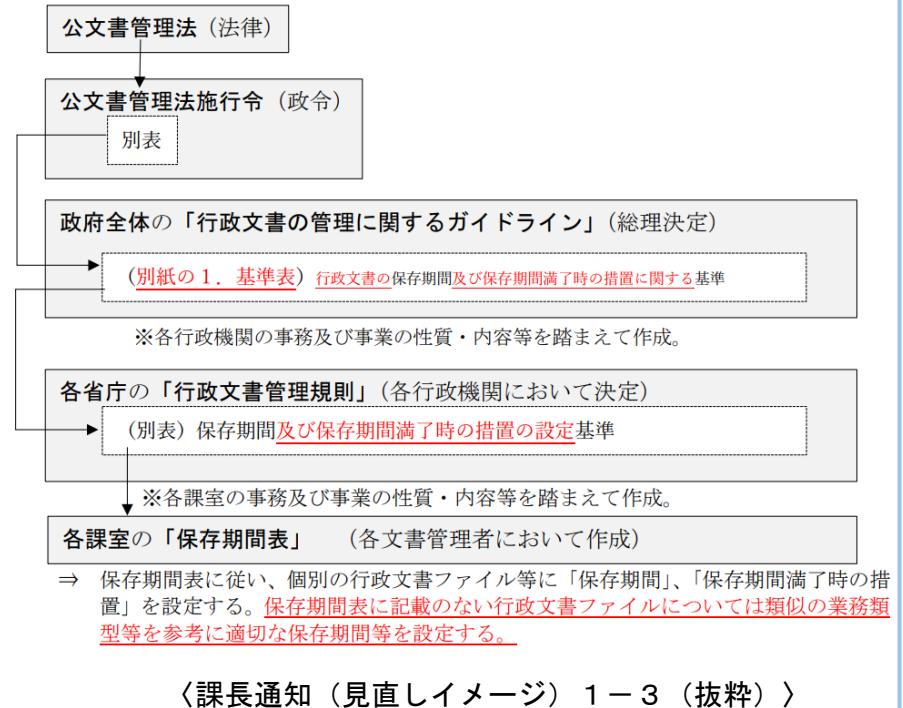 公文書管理法（法律）
公文書管理法施行令（政令）
別表
政府全体の「行政文書の管理に関するガイドライン」（総理決定）
（別紙の１．基準表）行政文書の保存期間及び保存期間満了時の措置に関する基準
※各行政機関の事務及び事業の性質・内容等を踏まえて作成。
各省庁の「行政文書管理規則」（各行政機関において決定）
（別表）保存期間及び保存期間満了時の措置の設定基準
※各課室の事務及び事業の性質・内容等を踏まえて作成。
各課室の「保存期間表」　（各文書管理者において作成）
⇒　保存期間表に従い、個別の行政文書ファイル等に「保存期間」、「保存期間満了時の措
置」を設定する。保存期間表に記載のない行政文書ファイルについては類似の業務類
型等を参考に適切な保存期間等を設定する。
〈課長通知（見直しイメージ）１－３（抜粋）〉